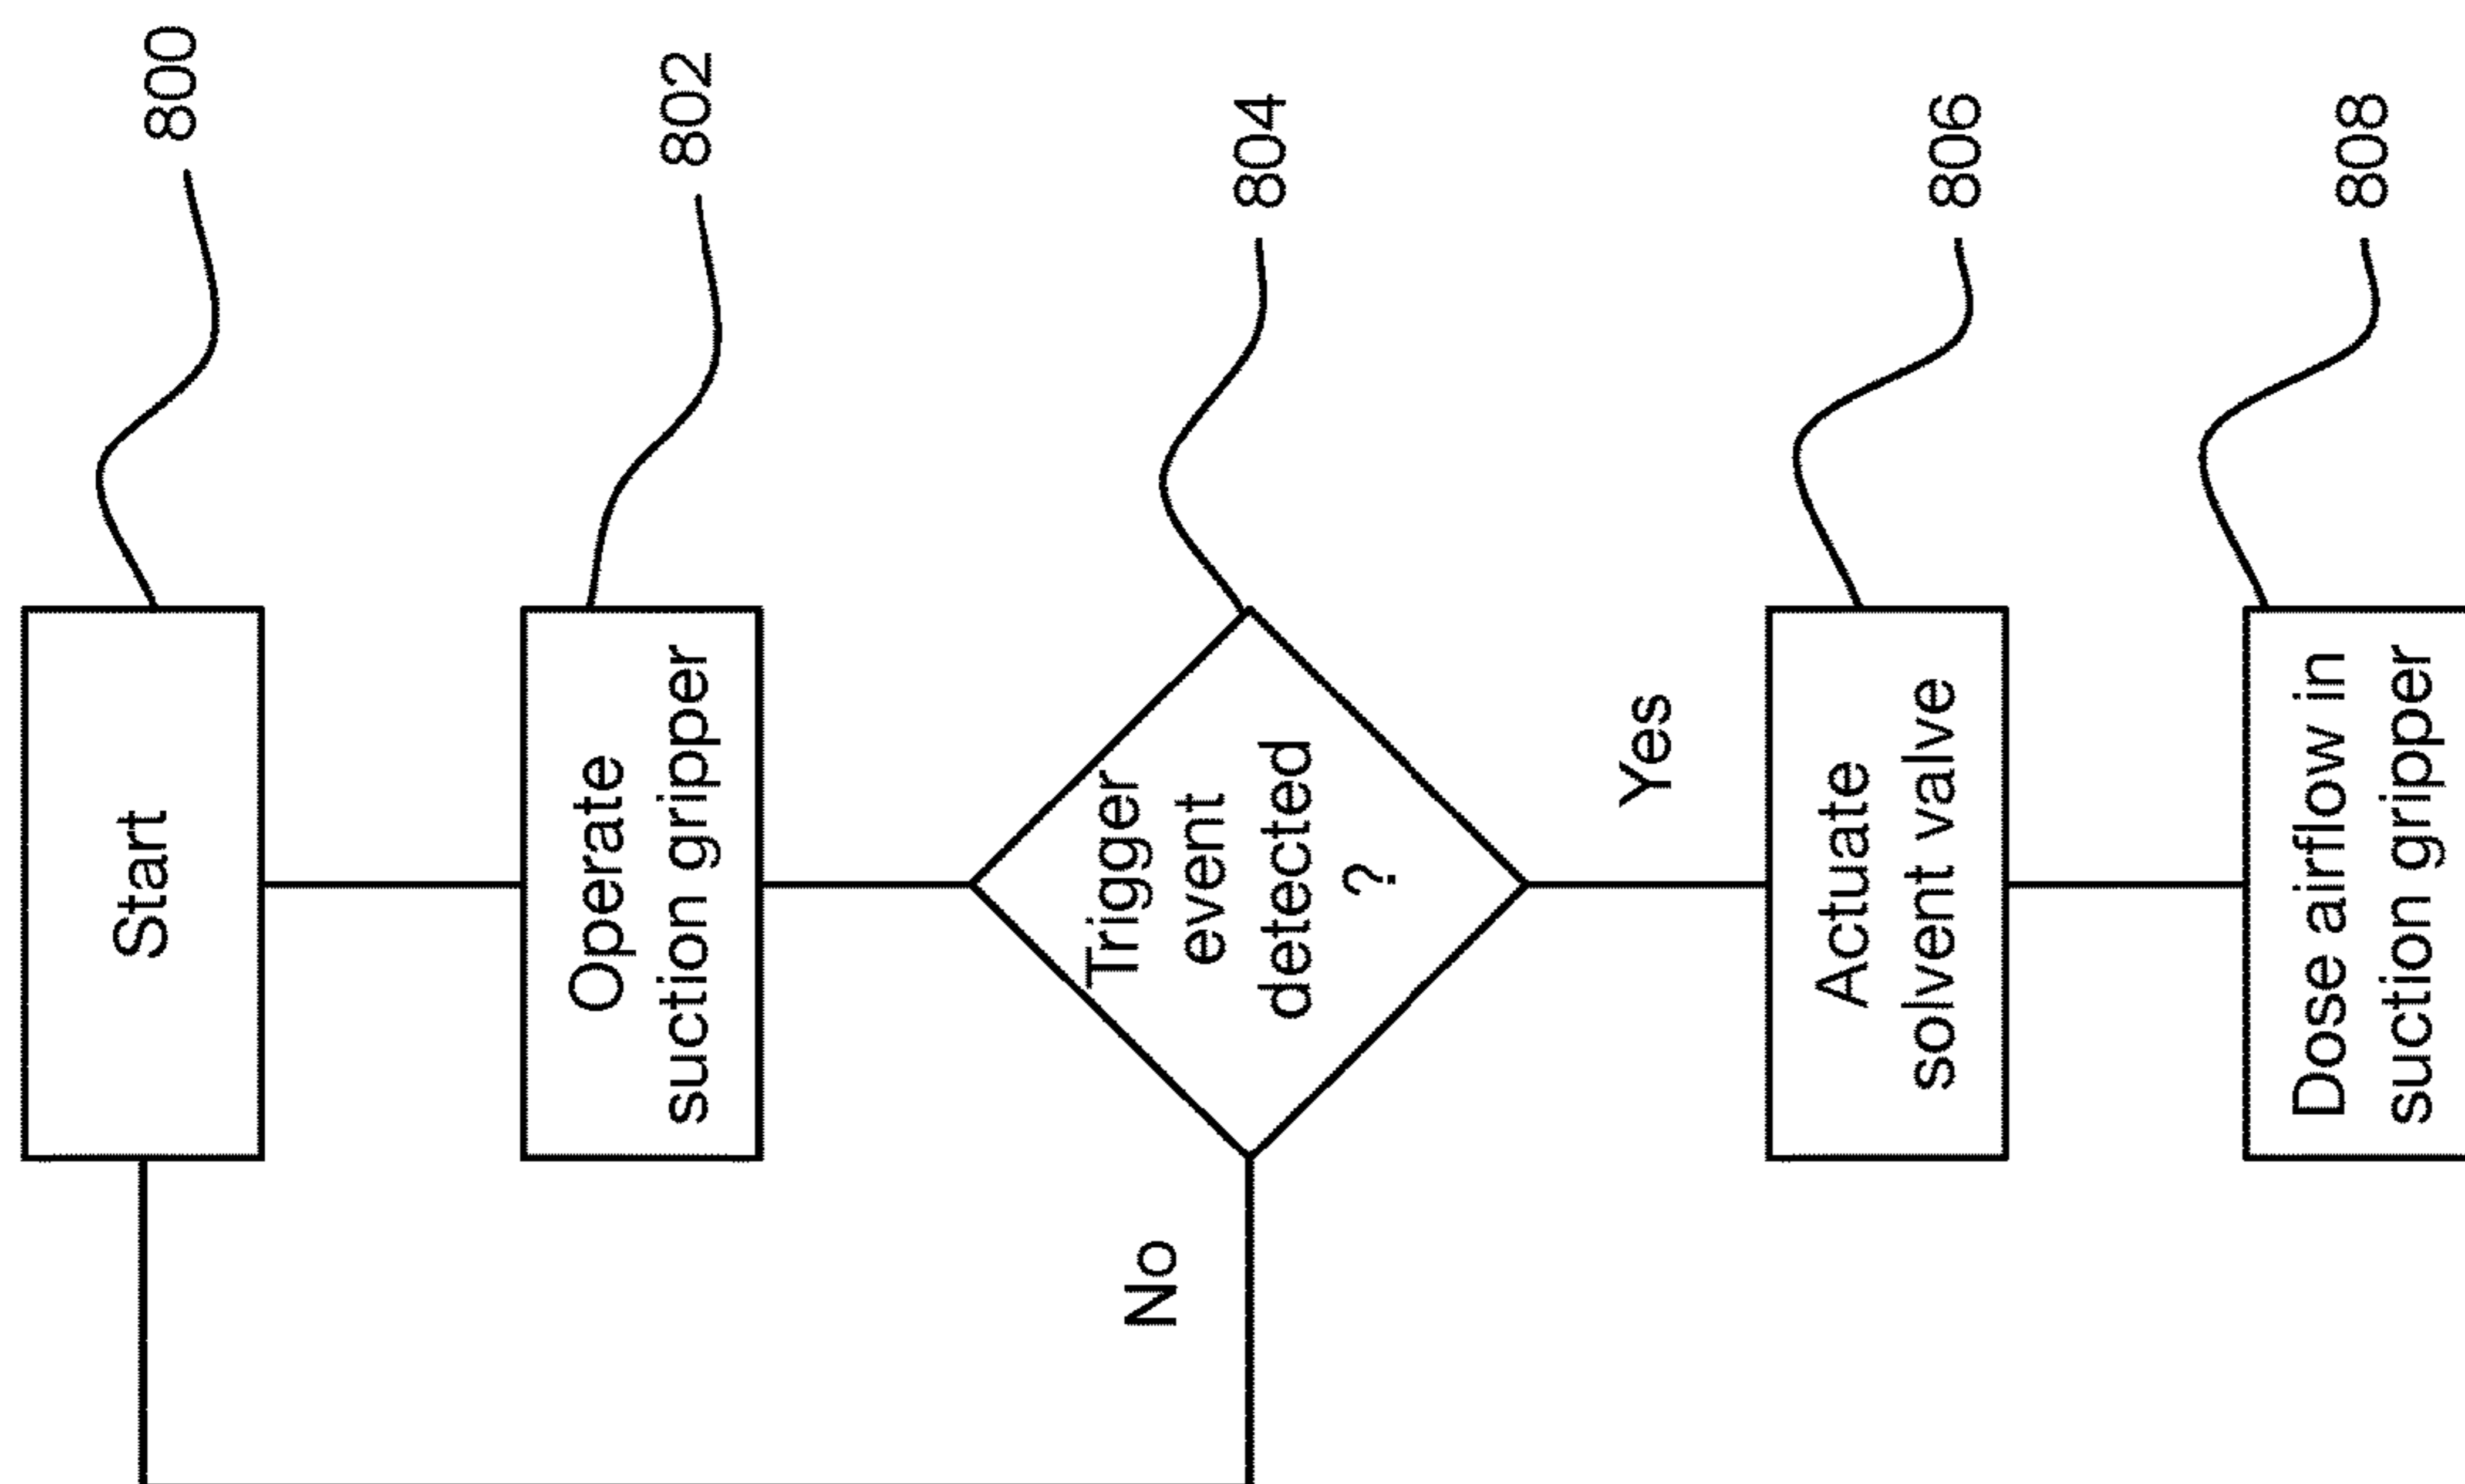 Start
800
Operate
suction gripper
802
Trigger
event
detected
?
804
No
Yes
Actuate
solvent valve
806
Dose airflow in
suction gripper
808